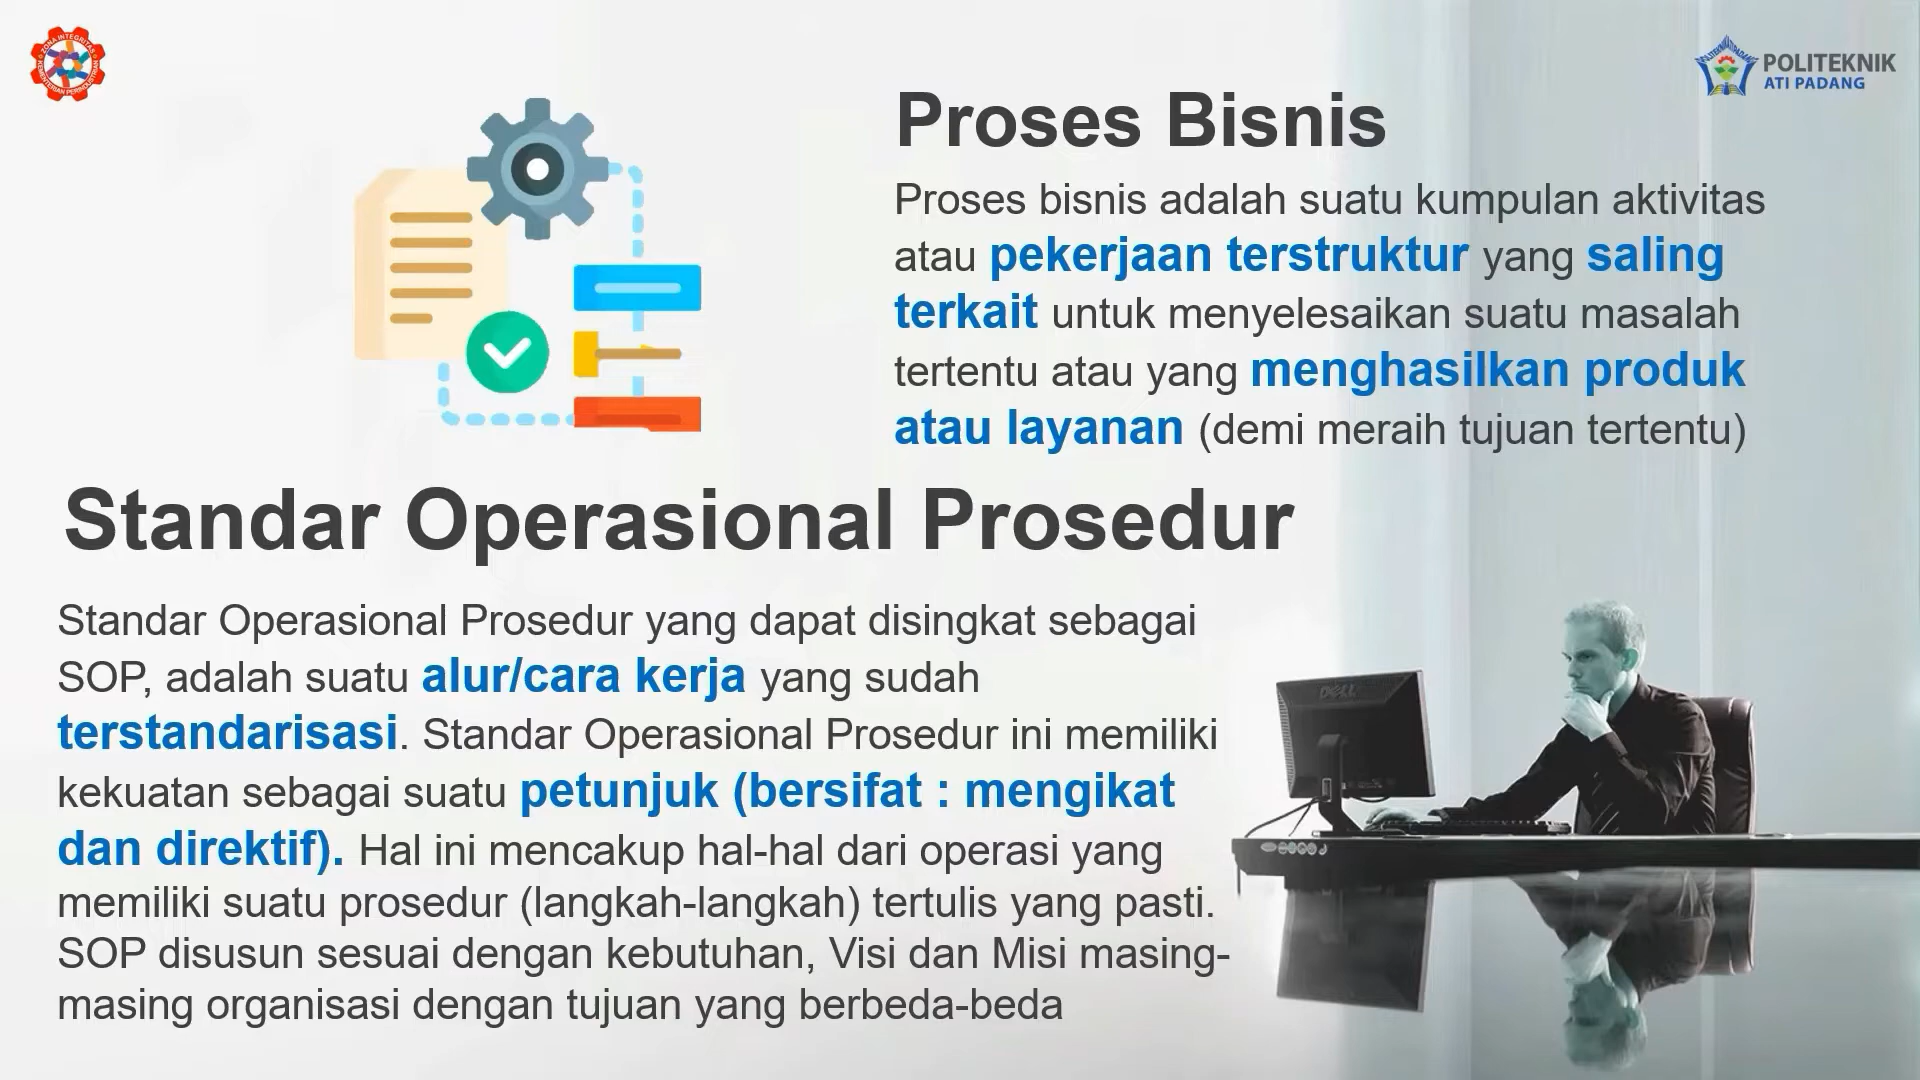 ZONA INTEGRITAS
KEMENTERIAN PERINDUSTRIAN
POLITEKNIK
ATI PADANG
Proses Bisnis
Proses bisnis adalah suatu kumpulan aktivitas
atau pekerjaan terstruktur yang saling
terkait untuk menyelesaikan suatu masalah
tertentu atau yang menghasilkan produk
atau layanan (demi meraih tujuan tertentu)
Standar Operasional Prosedur
Standar Operasional Prosedur yang dapat disingkat sebagai
SOP, adalah suatu alur/cara kerja yang sudah
terstandarisasi. Standar Operasional Prosedur ini memiliki
kekuatan sebagai suatu petunjuk (bersifat : mengikat
dan direktif). Hal ini mencakup hal-hal dari operasi yang
memiliki suatu prosedur (langkah-langkah) tertulis yang pasti.
SOP disusun sesuai dengan kebutuhan, Visi dan Misi masing-
masing organisasi dengan tujuan yang berbeda-beda
DELL